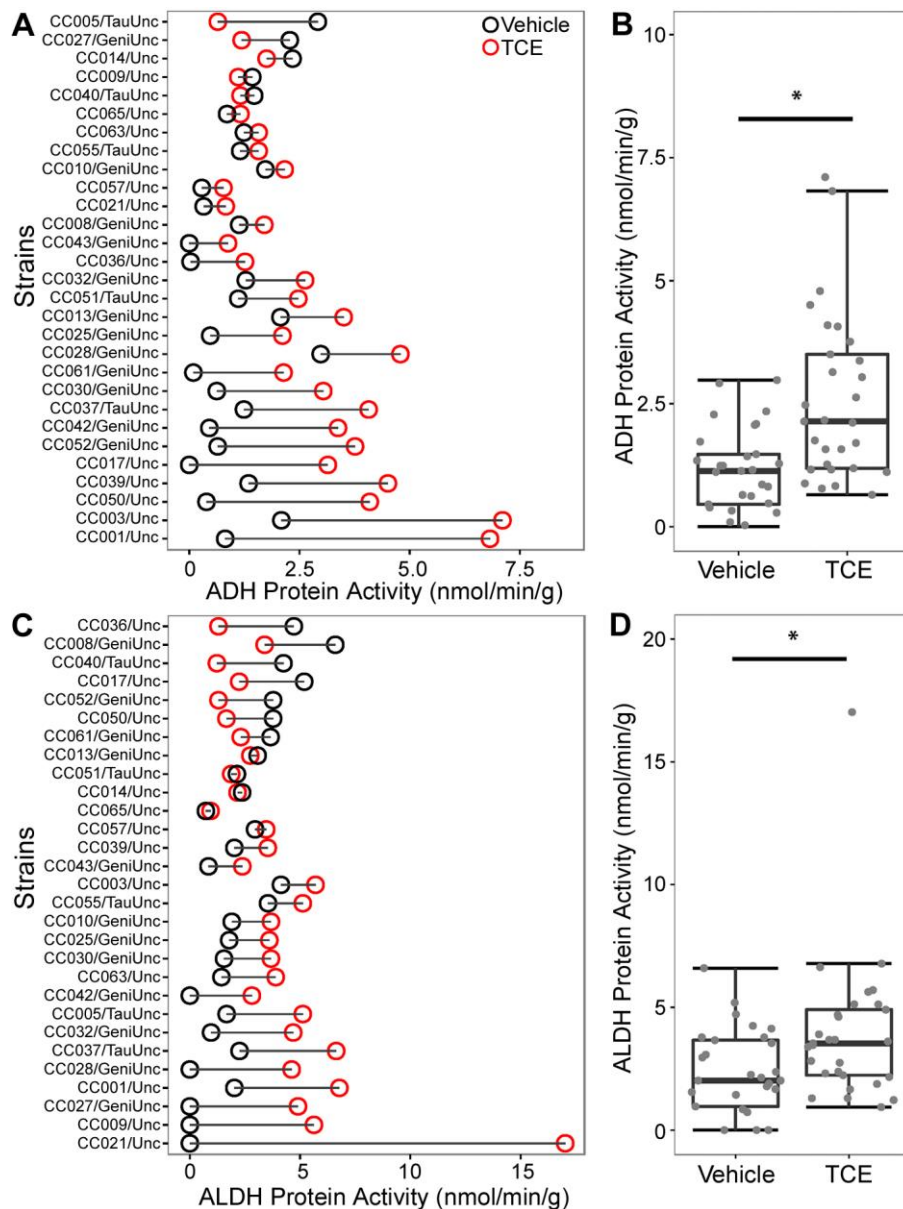 A
Vehicle
TCE
Strains
CC005/TauUnc
CC027/GeniUnc
CC014/Unc
CC009/Unc
CC040/TauUnc
CC065/Unc
CC063/Unc
CC055/TauUnc
CC010/GeniUnc
CC057/Unc
CC021/Unc
CC008/GeniUnc
CC043/GeniUnc
CC036/Unc
CC032/GeniUnc
CC051/TauUnc
CC013/GeniUnc
CC025/GeniUnc
CC028/GeniUnc
CC061/GeniUnc
CC030/GeniUnc
CC037/TauUnc
CC042/GeniUnc
CC052/GeniUnc
CC017/Unc
CC039/Unc
CC050/Unc
CC003/Unc
CC001/Unc
0 2.5 5.0 7.5
ADH Protein Activity (nmol/min/g)
B
ADH Protein Activity (nmol/min/g)
10
7.5
5
2.5
0
*
Vehicle TCE
C
Strains
CC036/Unc
CC008/GeniUnc
CC040/TauUnc
CC017/Unc
CC052/GeniUnc
CC050/Unc
CC061/GeniUnc
CC013/GeniUnc
CC051/TauUnc
CC014/Unc
CC065/Unc
CC057/Unc
CC039/Unc
CC043/GeniUnc
CC003/Unc
CC055/TauUnc
CC010/GeniUnc
CC025/GeniUnc
CC030/GeniUnc
CC063/Unc
CC042/GeniUnc
CC005/TauUnc
CC032/GeniUnc
CC037/TauUnc
CC028/GeniUnc
CC001/Unc
CC027/GeniUnc
CC009/Unc
CC021/Unc
0 5 10 15
ALDH Protein Activity (nmol/min/g)
D
ALDH Protein Activity (nmol/min/g)
20
15
10
5
0
*
Vehicle TCE